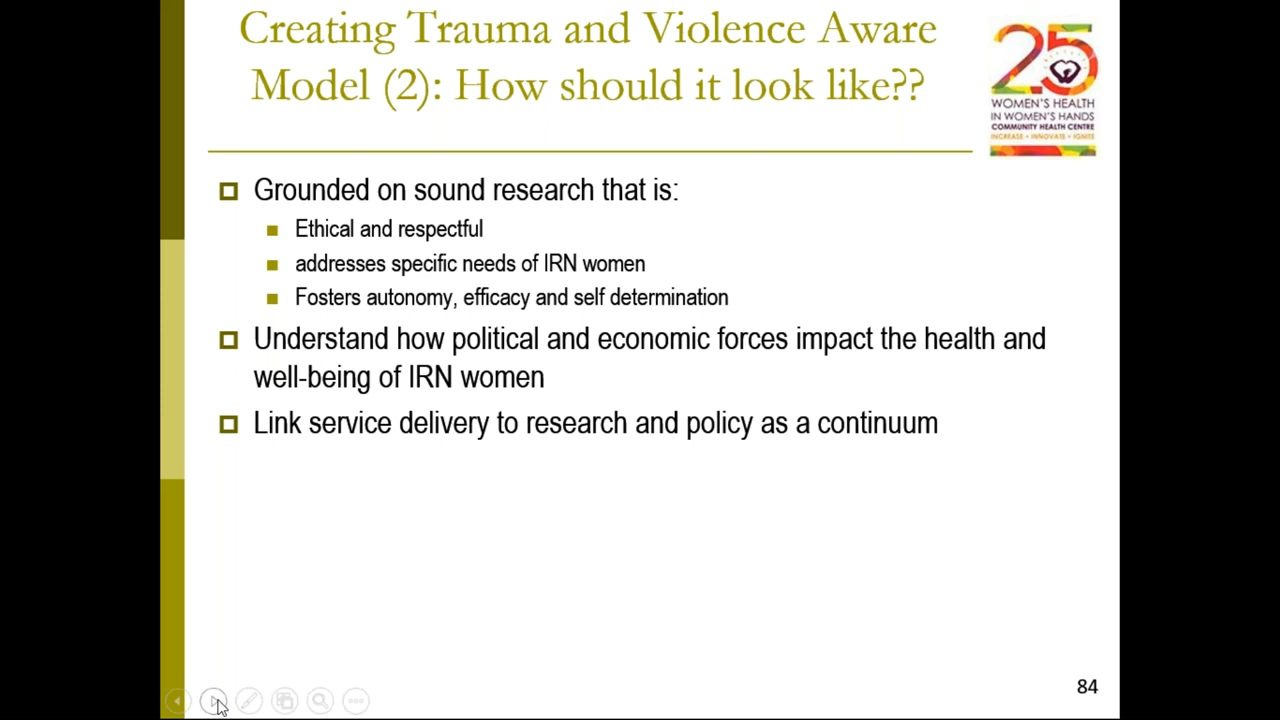 Creating Trauma and Violence Aware
Model (2): How should it look like??
25
WOMEN'S HEALTH
IN WOMEN'S HANDS
COMMUNITY HEALTH CENTRE
INCREASE • INNOVATE • IGNITE
Grounded on sound research that is:
Ethical and respectful
addresses specific needs of IRN women
Fosters autonomy, efficacy and self determination
Understand how political and economic forces impact the health and
well-being of IRN women
Link service delivery to research and policy as a continuum
84